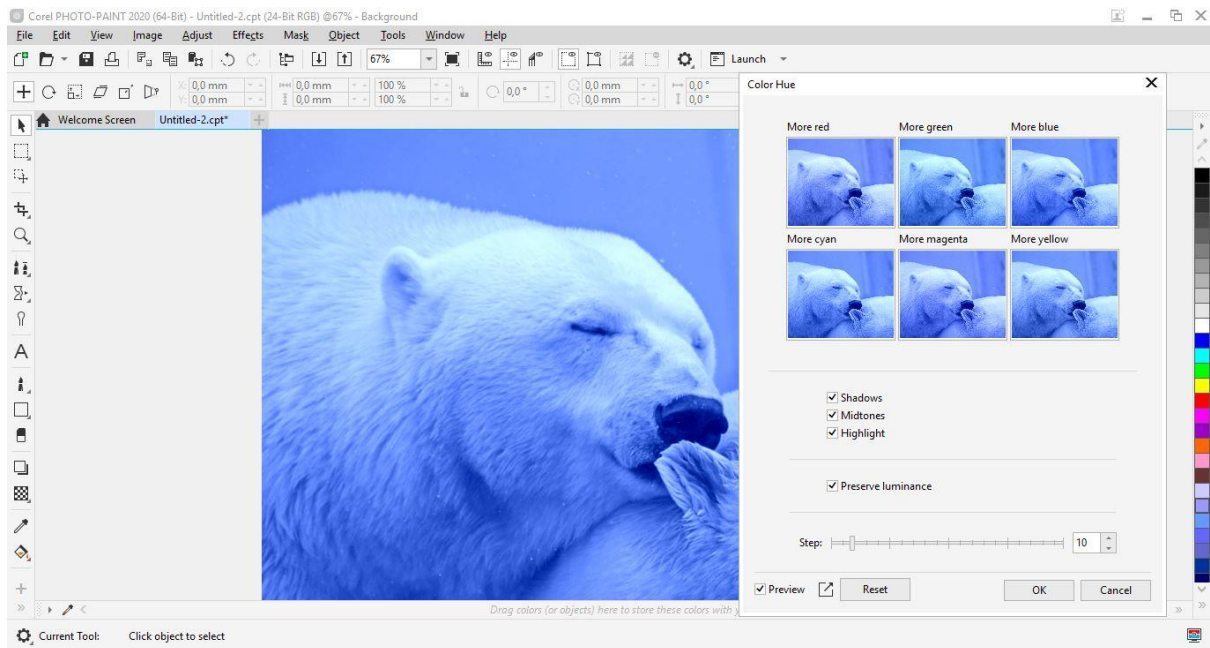 Corel PHOTO-PAINT 2020 (64-Bit) - Untitled-2.cpt (24-Bit RGB) @67% - Background
File Edit View Image Adjust Effects Mask Object Tools Window Help
67% Launch
X: 0,0 mm 0,0 mm 100 % 0,0 ° 0,0 mm 0,0 °
Y: 0,0 mm 0,0 mm 100 % 0,0 mm 0,0 °
Welcome Screen Untitled-2.cpt*
Color Hue
More red More green More blue
More cyan More magenta More yellow
Shadows
Midtones
Highlight
Preserve luminance
Step: 10
Preview Reset OK Cancel
Drag colors (or objects) here to store these colors with
Current Tool: Click object to select